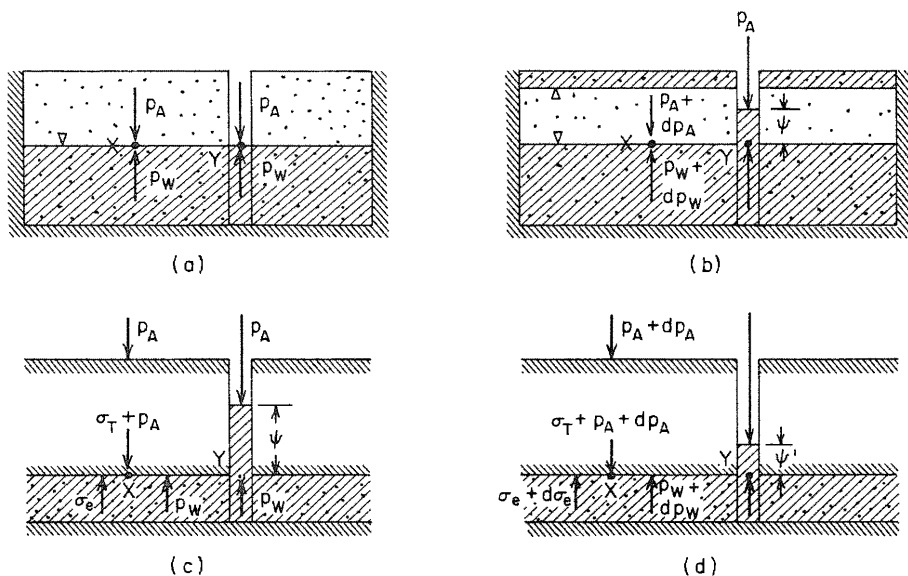 p_A
p_A
X
Y
p_W
p_W
(a)
p_A
p_A +
dp_A
ψ
X
Y
p_W +
dp_W
(b)
p_A
p_A
σ_T + p_A
ψ
Y
X
σ_e
p_W
p_W
(c)
p_A + dp_A
σ_T + p_A + dp_A
Y
ψ'
X
σ_e + dσ_e
p_W +
dp_W
(d)